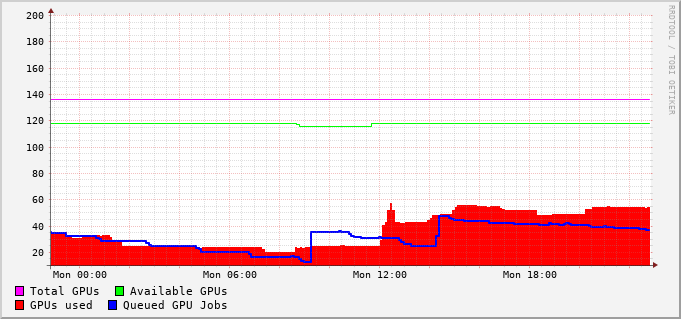 200
180
160
140
120
100
80
60
40
20
Mon 00:00 Mon 06:00 Mon 12:00 Mon 18:00
Total GPUs Available GPUs
GPUs used Queued GPU Jobs
RRDTOOL / TOBI OETIKER